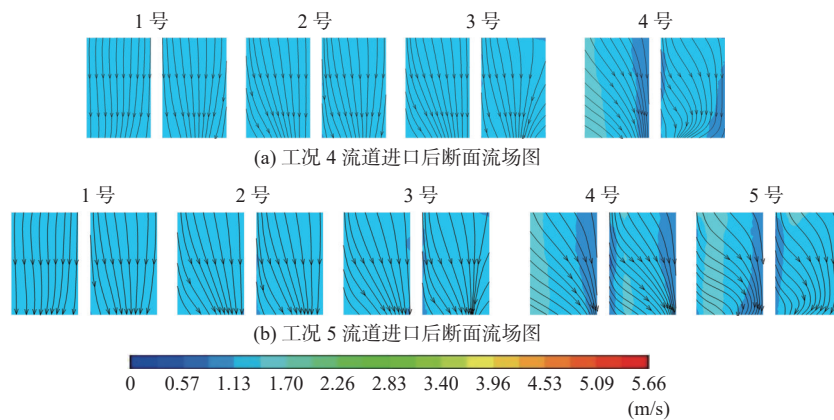 1 号 2 号 3 号 4 号
(a) 工况 4 流道进口后断面流场图
1 号 2 号 3 号 4 号 5 号
(b) 工况 5 流道进口后断面流场图
0 0.57 1.13 1.70 2.26 2.83 3.40 3.96 4.53 5.09 5.66
(m/s)